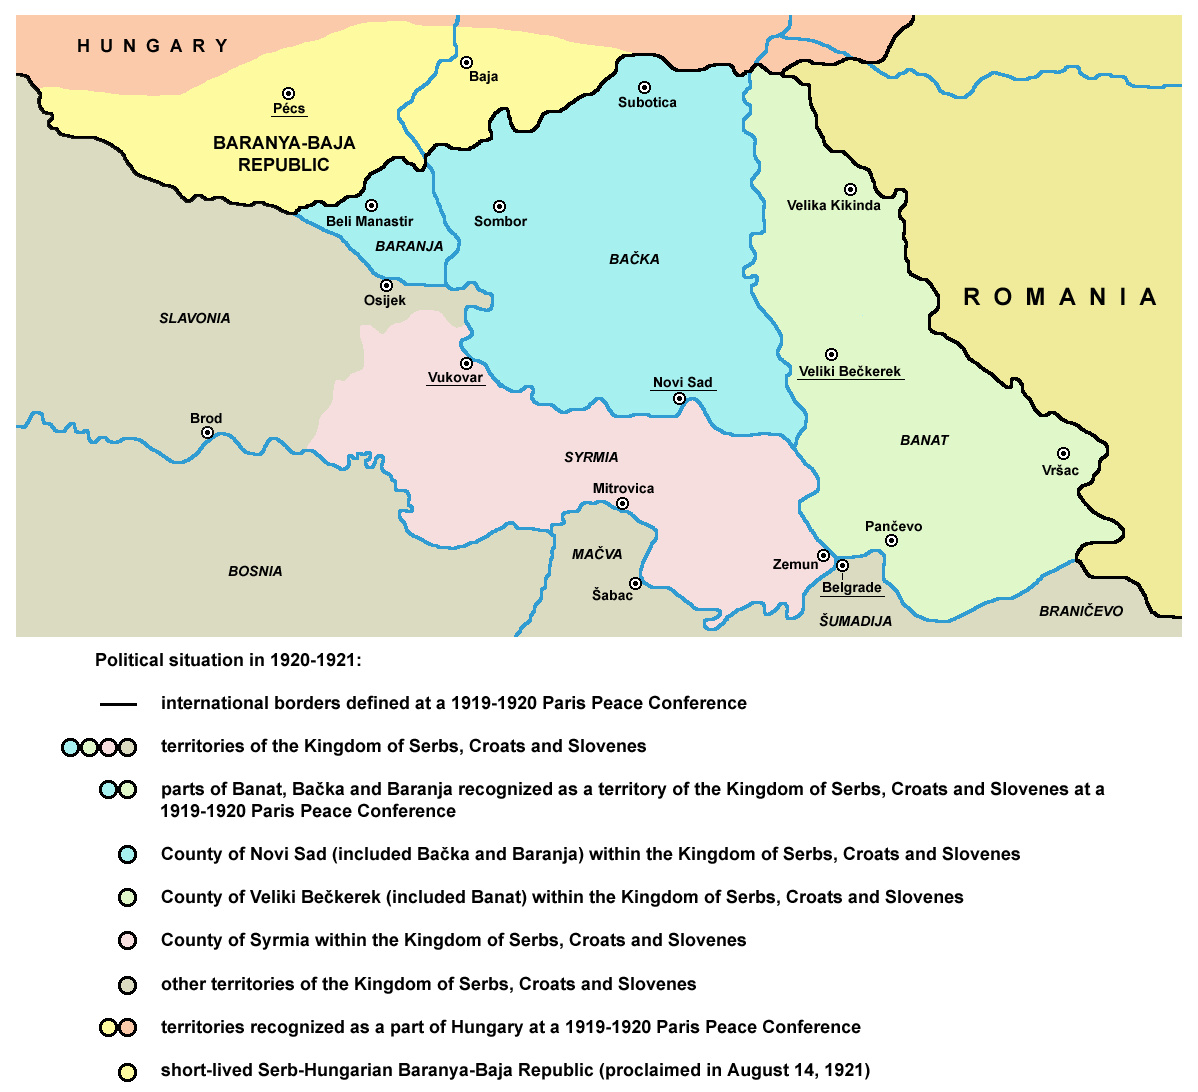 H U N G A R Y
Baja
Pécs
Subotica
BARANYA-BAJA
REPUBLIC
Velika Kikinda
Beli Manastir
Sombor
BARANJA
BAČKA
Osijek
R O M A N I A
SLAVONIA
Vukovar
Novi Sad
Veliki Bečkerek
Brod
BANAT
SYRMIA
Vršac
Mitrovica
Pančevo
MAČVA
Zemun
BOSNIA
Šabac
Belgrade
BRANIČEVO
ŠUMADIJA
Political situation in 1920-1921:
international borders defined at a 1919-1920 Paris Peace Conference
territories of the Kingdom of Serbs, Croats and Slovenes
parts of Banat, Bačka and Baranja recognized as a territory of the Kingdom of Serbs, Croats and Slovenes at a
1919-1920 Paris Peace Conference
County of Novi Sad (included Bačka and Baranja) within the Kingdom of Serbs, Croats and Slovenes
County of Veliki Bečkerek (included Banat) within the Kingdom of Serbs, Croats and Slovenes
County of Syrmia within the Kingdom of Serbs, Croats and Slovenes
other territories of the Kingdom of Serbs, Croats and Slovenes
territories recognized as a part of Hungary at a 1919-1920 Paris Peace Conference
short-lived Serb-Hungarian Baranya-Baja Republic (proclaimed in August 14, 1921)